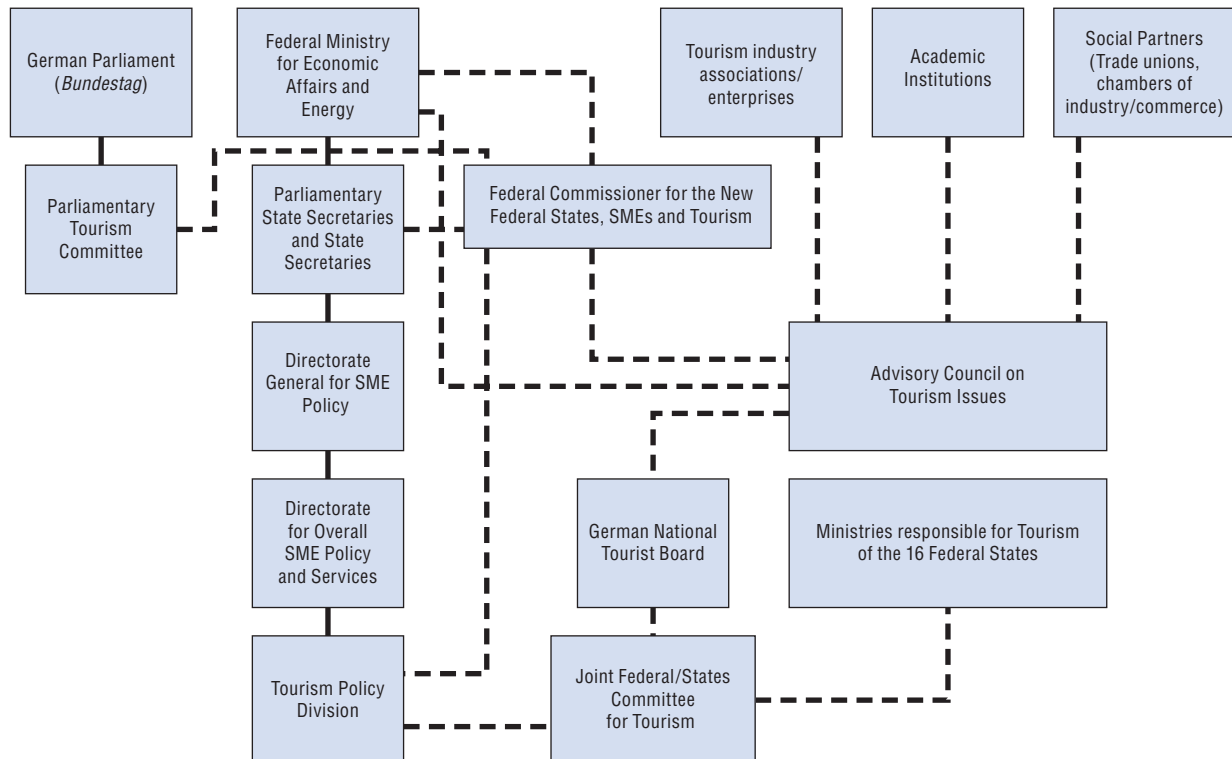 German Parliament
(Bundestag)
Federal Ministry
for Economic
Affairs and
Energy
Tourism industry
associations/
enterprises
Academic
Institutions
Social Partners
(Trade unions,
chambers of
industry/commerce)
Parliamentary
Tourism
Committee
Parliamentary
State Secretaries
and State
Secretaries
Federal Commissioner for the New
Federal States, SMEs and Tourism
Directorate
General for SME
Policy
Advisory Council on
Tourism Issues
Directorate
for Overall
SME Policy
and Services
German National
Tourist Board
Ministries responsible for Tourism
of the 16 Federal States
Tourism Policy
Division
Joint Federal/States
Committee
for Tourism